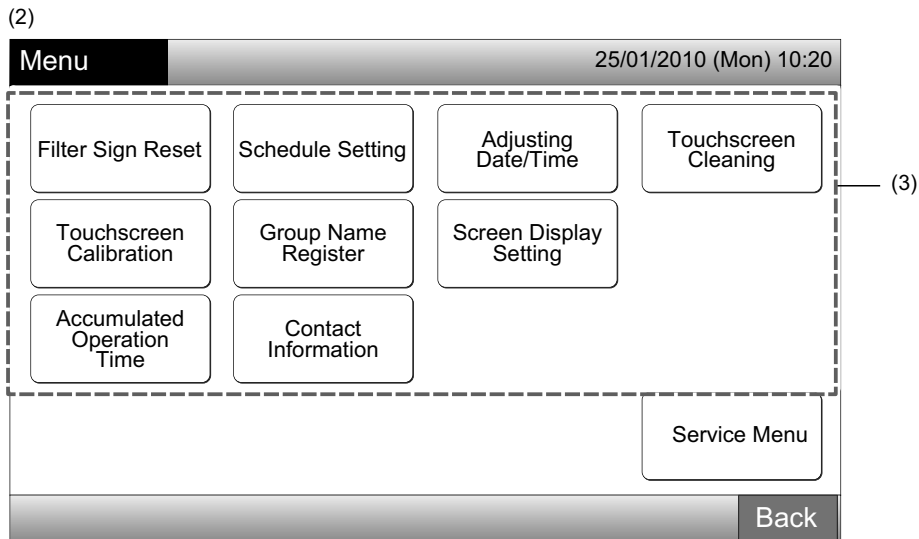 (2)
Menu
25/01/2010 (Mon) 10:20
Filter Sign Reset
Schedule Setting
Adjusting
Date/Time
Touchscreen
Cleaning
(3)
Touchscreen
Calibration
Group Name
Register
Screen Display
Setting
Accumulated
Operation
Time
Contact
Information
Service Menu
Back